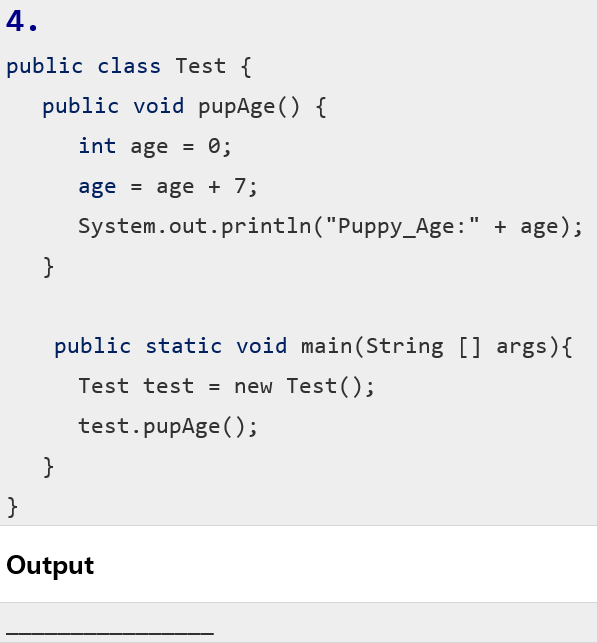 4.
public class Test {
public void pupAge() {
int age = 0;
age = age + 7;
System.out.println("Puppy_Age:" + age);
}
public static void main(String [] args){
Test test = new Test();
test.pupAge();
}
}
Output
________________